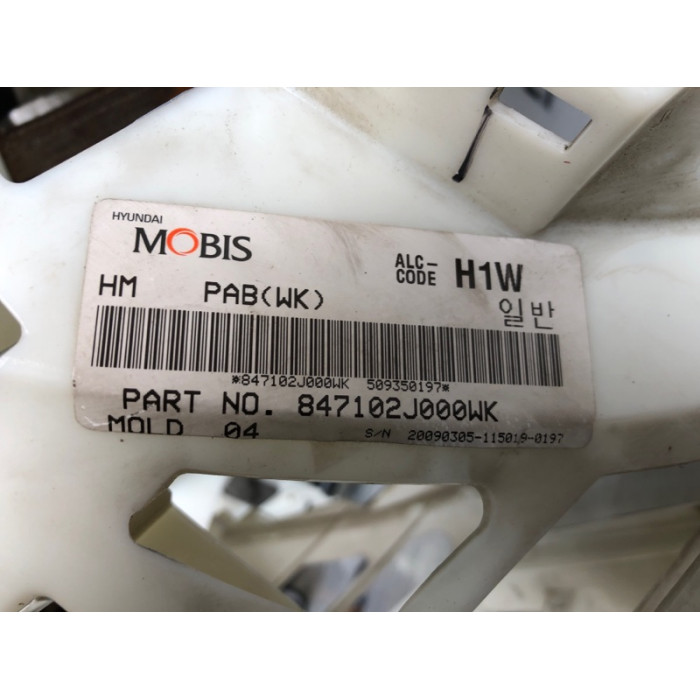 HYUNDAI
MOBIS
ALC-CODE H1W
HM PAB(WK)
일반
*847102J000WK 509350197*
PART NO. 847102J000WK
MOLD 04 S/N 20090305-115019-0197